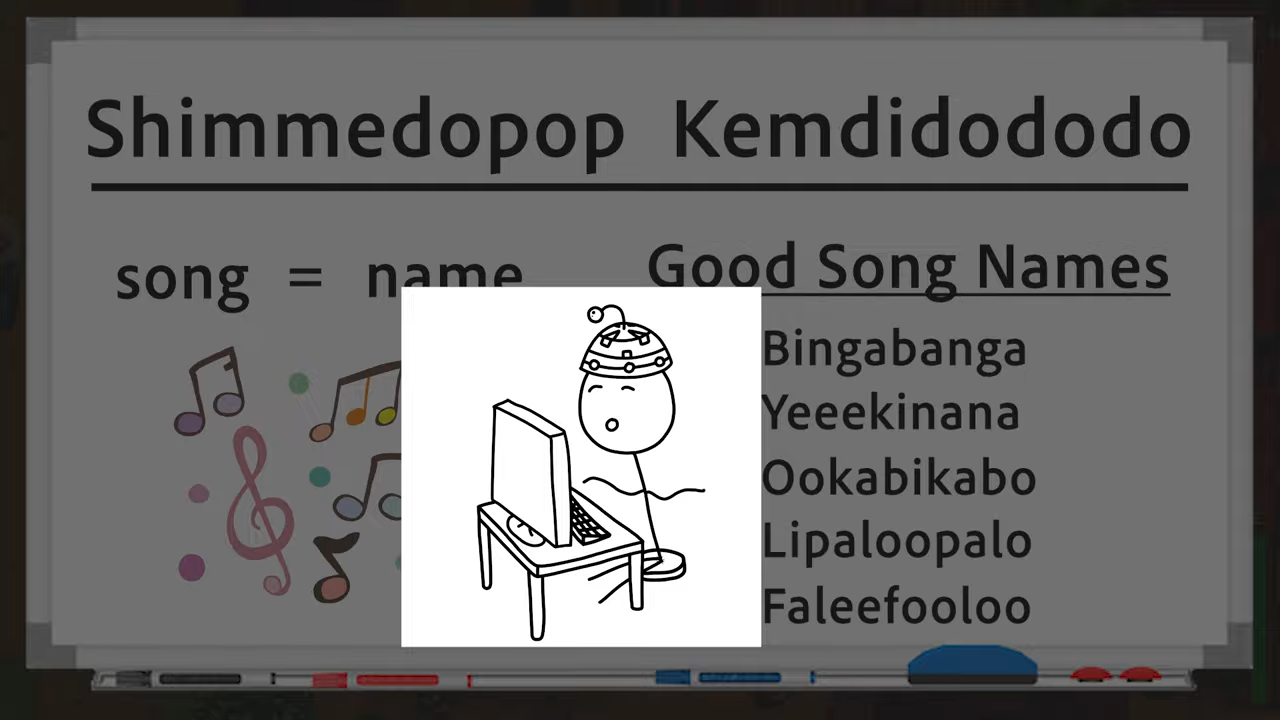 Shimmedopop Kemdidododo
song = name
Good Song Names
Bingabanga
Yeeekinana
Ookabikabo
Lipaloopalo
Faleefooloo